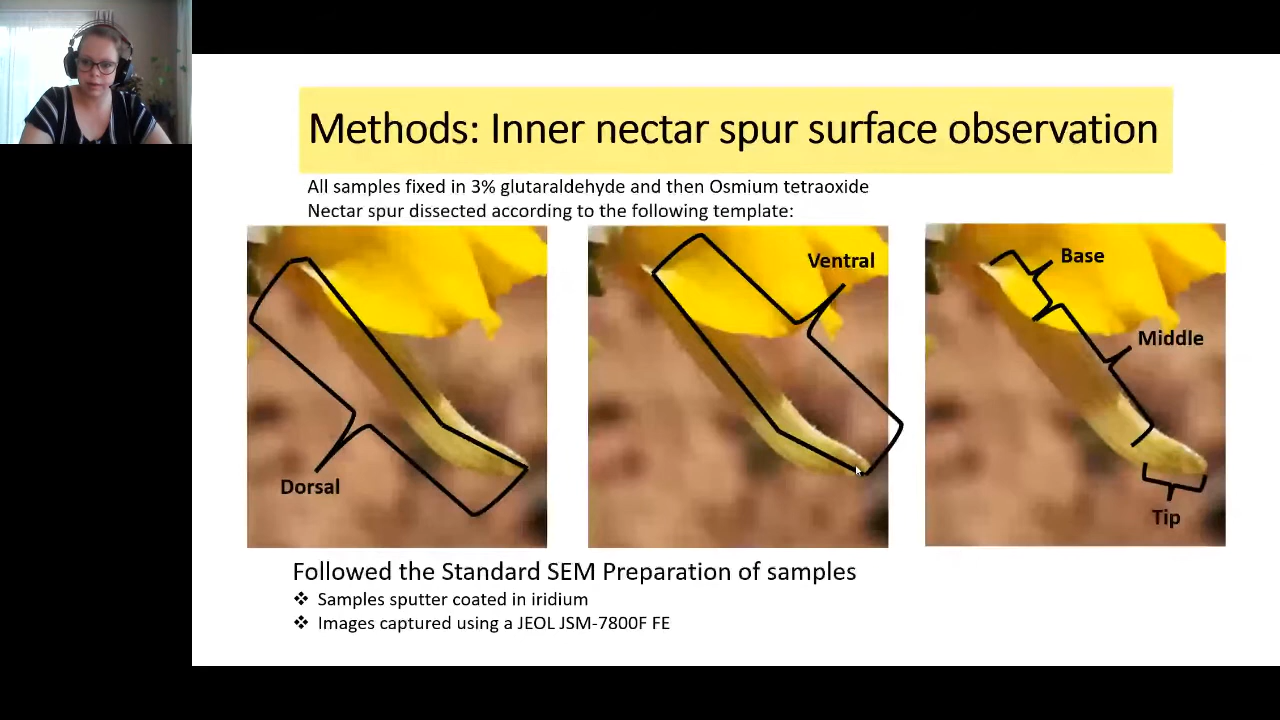 Methods: Inner nectar spur surface observation
All samples fixed in 3% glutaraldehyde and then Osmium tetraoxide
Nectar spur dissected according to the following template:
Dorsal
Ventral
Base
Middle
Tip
Followed the Standard SEM Preparation of samples
❖ Samples sputter coated in iridium
❖ Images captured using a JEOL JSM-7800F FE